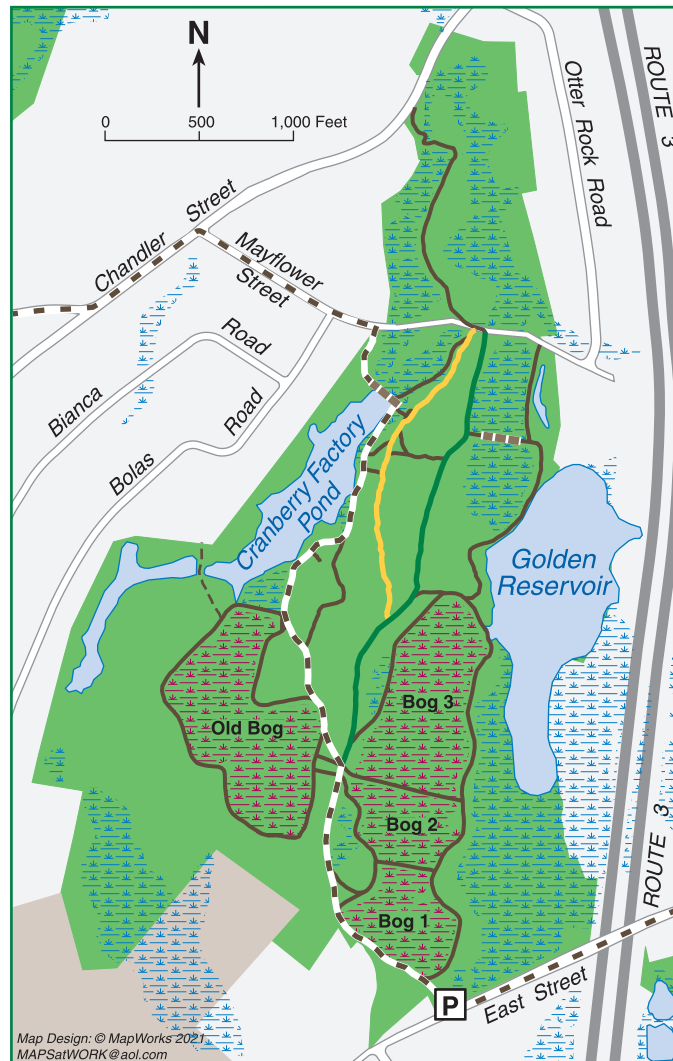 N
0 500 1,000 Feet
ROUTE 3
Otter Rock Road
Chandler Street
Mayflower
Street
Bianca Road
Bolas Road
Cranberry Factory
Pond
Golden
Reservoir
Old Bog
Bog 3
Bog 2
Bog 1
ROUTE 3
P
East Street
Map Design: © MapWorks 2021
MAPSatWORK@aol.com